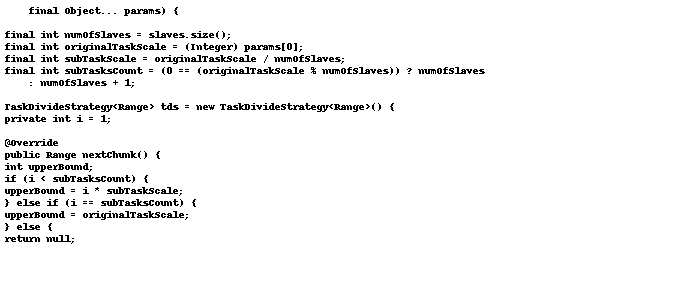 final Object... params) {
final int numOfSlaves = slaves.size();
final int originalTaskScale = (Integer) params[0];
final int subTaskScale = originalTaskScale / numOfSlaves;
final int subTasksCount = (0 == (originalTaskScale % numOfSlaves)) ? numOfSlaves
: numOfSlaves + 1;
TaskDivideStrategy<Range> tds = new TaskDivideStrategy<Range>() {
private int i = 1;
@Override
public Range nextChunk() {
int upperBound;
if (i < subTasksCount) {
upperBound = i * subTaskScale;
} else if (i == subTasksCount) {
upperBound = originalTaskScale;
} else {
return null;